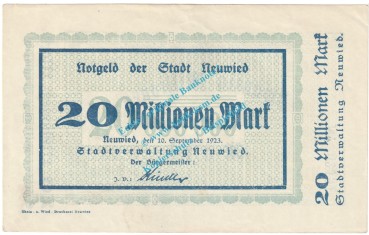 Notgeld der Stadt Neuwied
20 Millionen Mark
Neuwied, den 10. September 1923.
Stadtverwaltung Neuwied.
Der Bürgermeister:
J. V.:
20 Millionen Mark
Stadtverwaltung Neuwied.